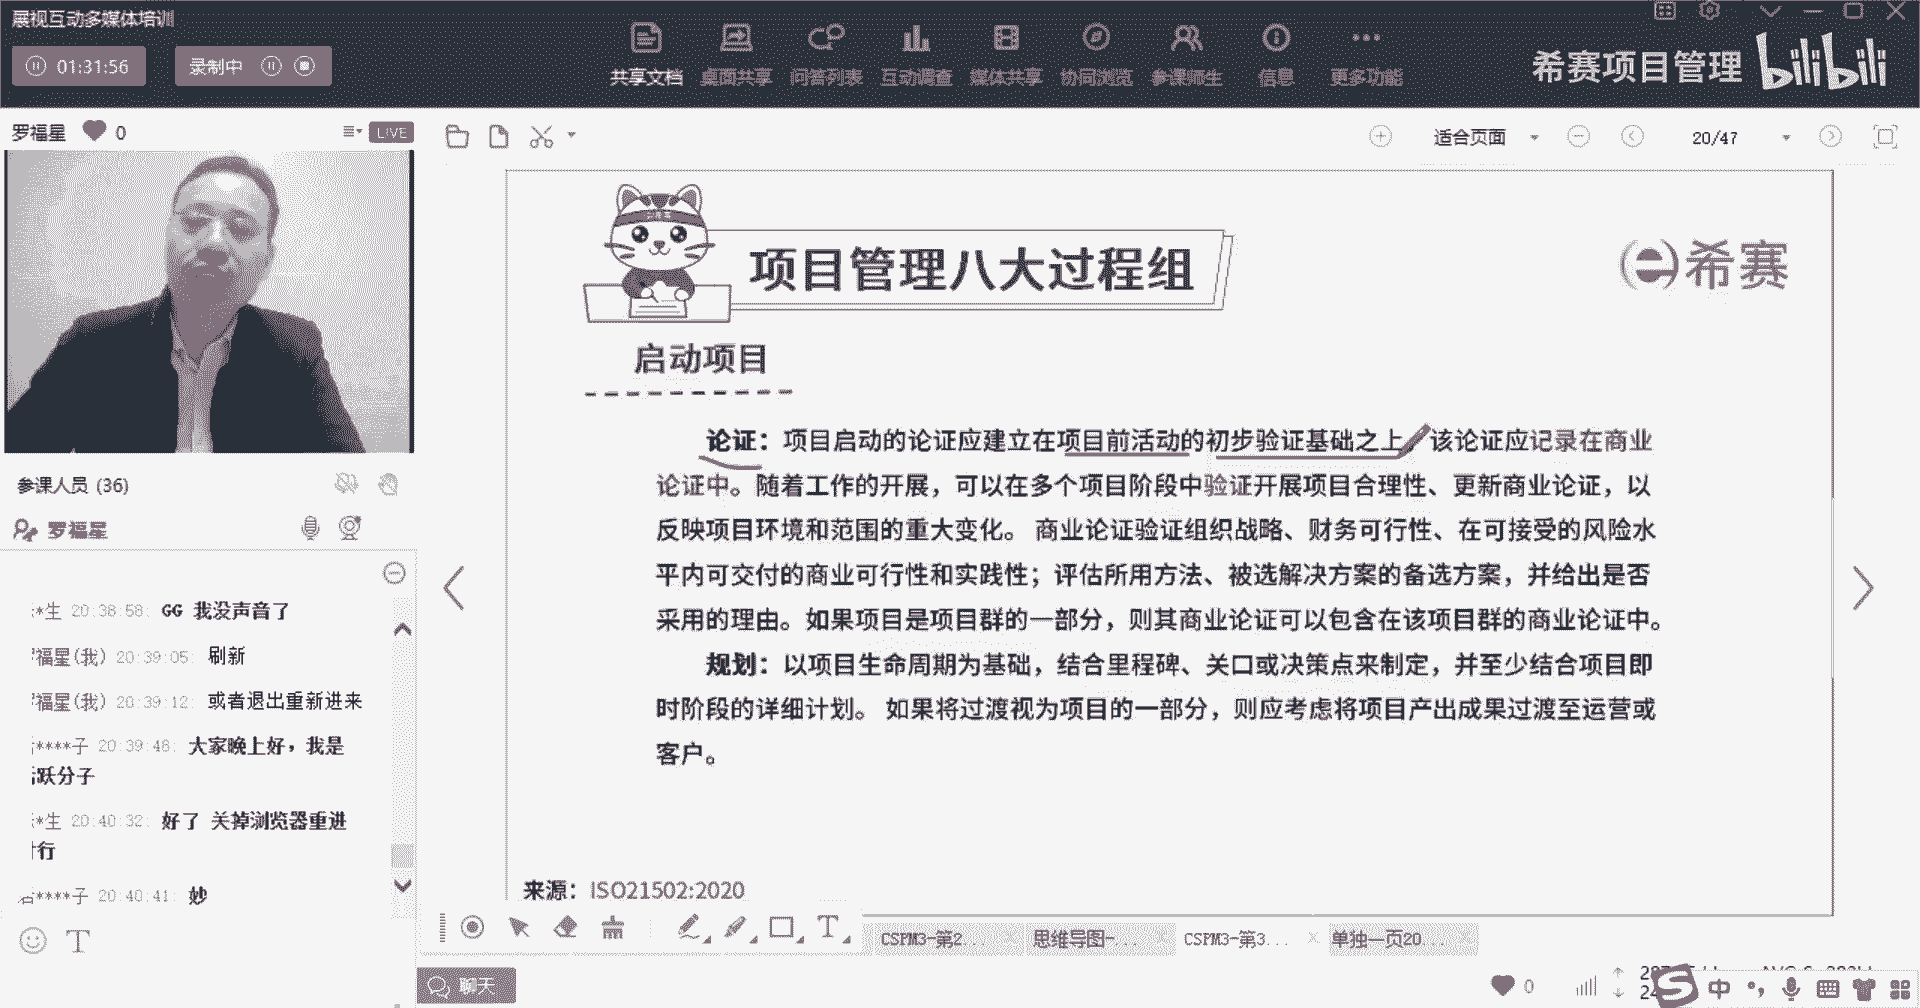 展视互动多媒体培训
01:31:56
录制中
共享文档 桌面共享 问答列表 互动调查 媒体共享 协同浏览 参课师生 信息 更多功能
希赛项目管理 bilibili
罗福星 0
LIVE
适合页面
20/47
项目管理八大过程组
希赛
启动项目
论证：项目启动的论证应建立在项目前活动的初步验证基础之上 该论证应记录在商业
论证中。随着工作的开展，可以在多个项目阶段中验证开展项目合理性、更新商业论证，以
反映项目环境和范围的重大变化。 商业论证验证组织战略、财务可行性、在可接受的风险水
平内可交付的商业可行性和实践性；评估所用方法、被选解决方案的备选方案，并给出是否
采用的理由。如果项目是项目群的一部分，则其商业论证可以包含在该项目群的商业论证中。
规划：以项目生命周期为基础，结合里程碑、关口或决策点来制定，并至少结合项目即
时阶段的详细计划。 如果将过渡视为项目的一部分，则应考虑将项目产出成果过渡至运营或
客户。
来源：ISO21502:2020
参课人员 (36)
罗福星
*生 20:38:58: GG 我没声音了
福星(我) 20:39:05: 刷新
福星(我) 20:39:12: 或者退出重新进来
****子 20:39:48: 大家晚上好，我是
跃分子
*生 20:40:32: 好了 关掉浏览器重进
行
****子 20:40:41: 妙
T
CSPM3-第2... 思维导图-... CSPM3-第3... 单独一页20...
聊天
0
中